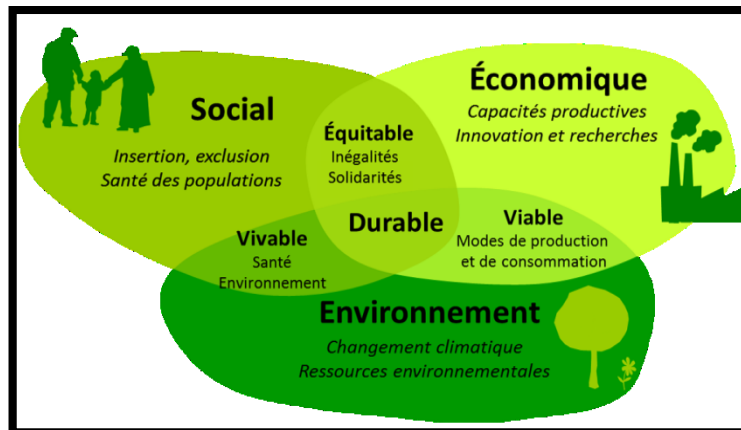 Social
Insertion, exclusion
Santé des populations
Économique
Capacités productives
Innovation et recherches
Équitable
Inégalités
Solidarités
Durable
Vivable
Santé
Environnement
Viable
Modes de production
et de consommation
Environnement
Changement climatique
Ressources environnementales